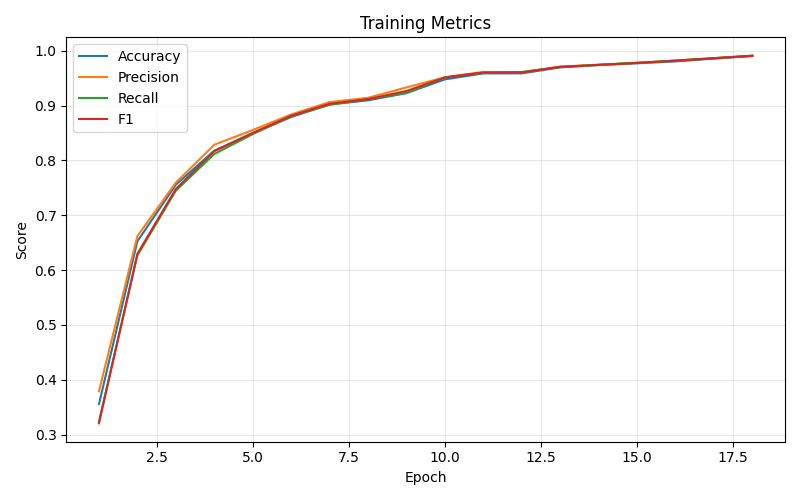 Training Metrics
Accuracy
Precision
Recall
F1
1.0
0.9
0.8
0.7
0.6
0.5
0.4
0.3
Score
2.5 5.0 7.5 10.0 12.5 15.0 17.5
Epoch